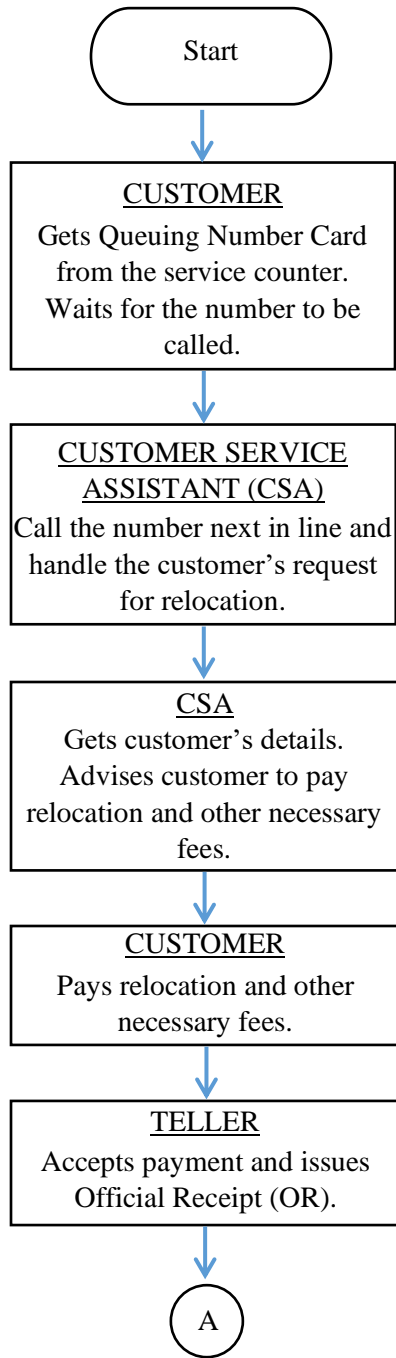 Start
CUSTOMER
Gets Queuing Number Card
from the service counter.
Waits for the number to be
called.
CUSTOMER SERVICE
ASSISTANT (CSA)
Call the number next in line and
handle the customer’s request
for relocation.
CSA
Gets customer’s details.
Advises customer to pay
relocation and other necessary
fees.
CUSTOMER
Pays relocation and other
necessary fees.
TELLER
Accepts payment and issues
Official Receipt (OR).
A